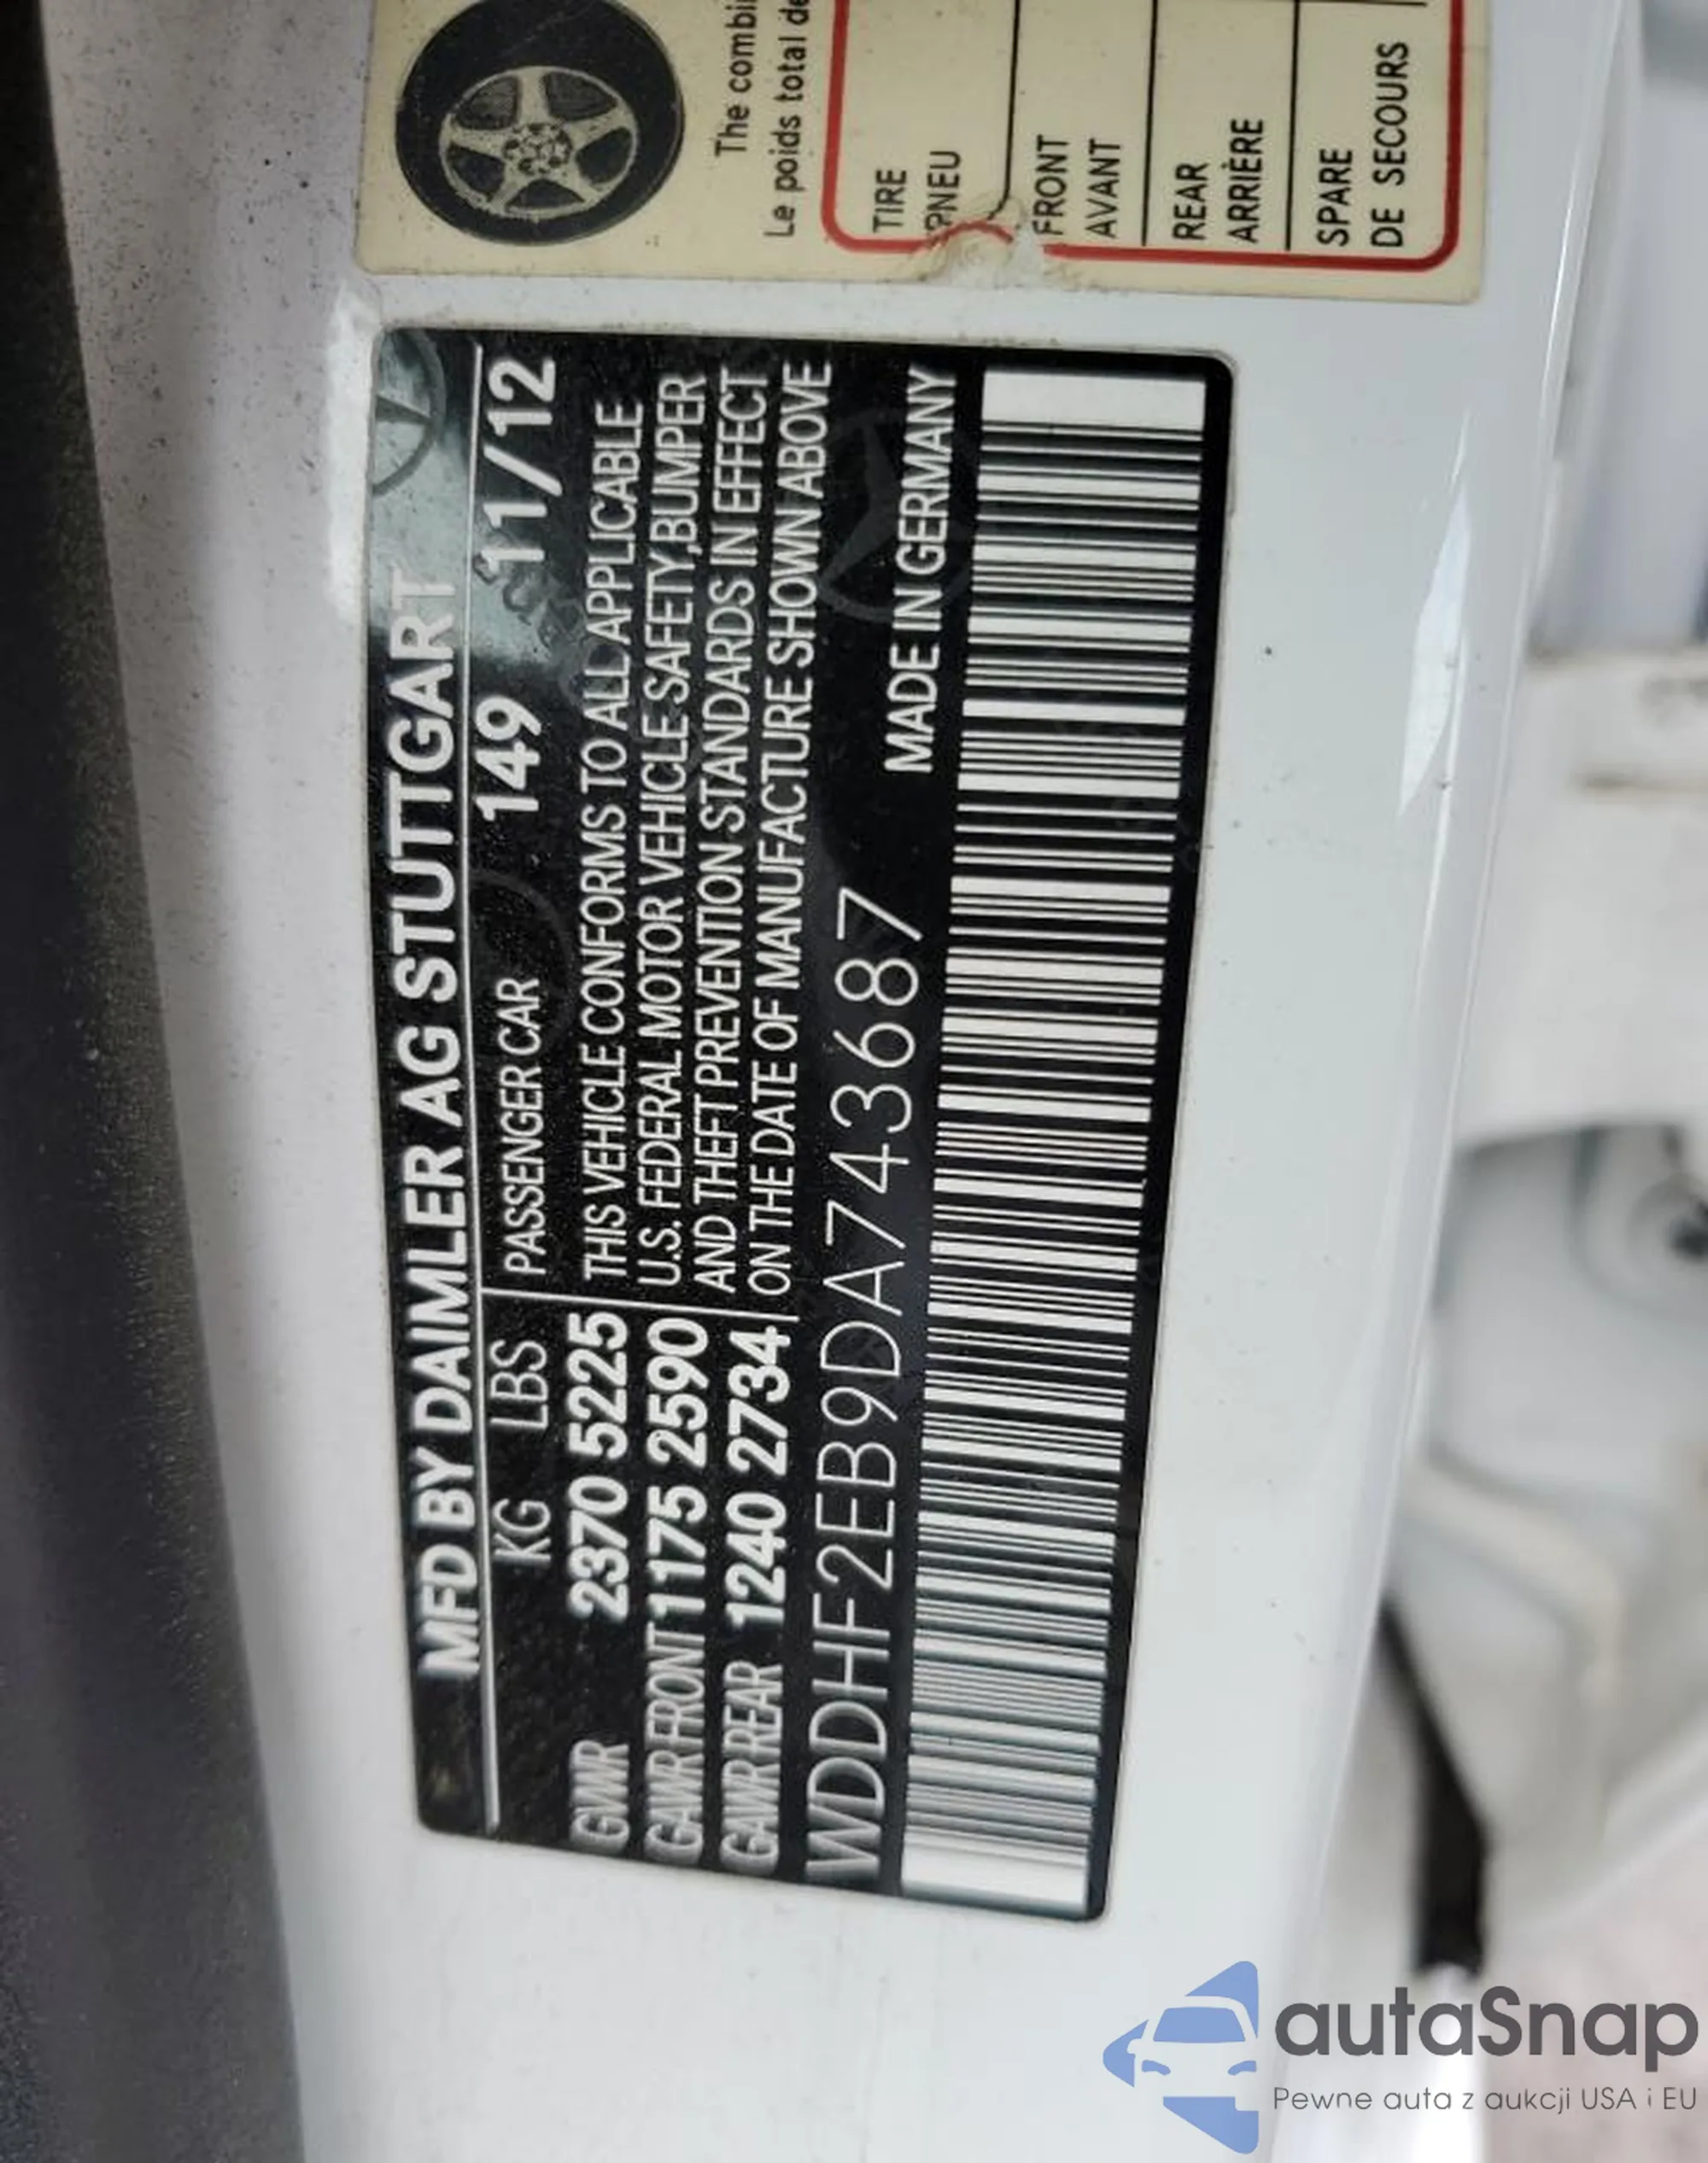 The combi
Le poids total de
TIRE
PNEU
FRONT
AVANT
REAR
ARRIÈRE
SPARE
DE SECOURS
MFD BY DAIMLER AG STUTTGART
KG LBS PASSENGER CAR 149 11/12
GWR 2370 5225 THIS VEHICLE CONFORMS TO ALL APPLICABLE
GAWR FRONT 1175 2590 U.S. FEDERAL MOTOR VEHICLE SAFETY,BUMPER
AND THEFT PREVENTION STANDARDS IN EFFECT
GAWR REAR 1240 2734 ON THE DATE OF MANUFACTURE SHOWN ABOVE
WDDHF2EB9DA743687 MADE IN GERMANY
autaSnap
Pewne auta z aukcji USA i EU